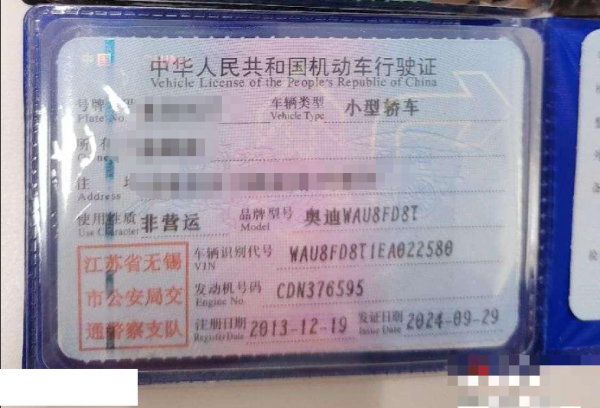 中华人民共和国机动车行驶证
Vehicle License of the People's Republic of China
号牌
Plate No.
车辆类型 小型轿车
Vehicle Type
所
住 址
Address
使用性质 非营运 品牌型号 奥迪WAU8FD8T
Use Character Model
江苏省无锡
市公安局交
通警察支队
车辆识别代号 WAU8FD8T1EA022580
VIN
发动机号码 CDN376595
Engine No.
注册日期 2013-12-19 发证日期 2024-09-29
Register Date Issue Date